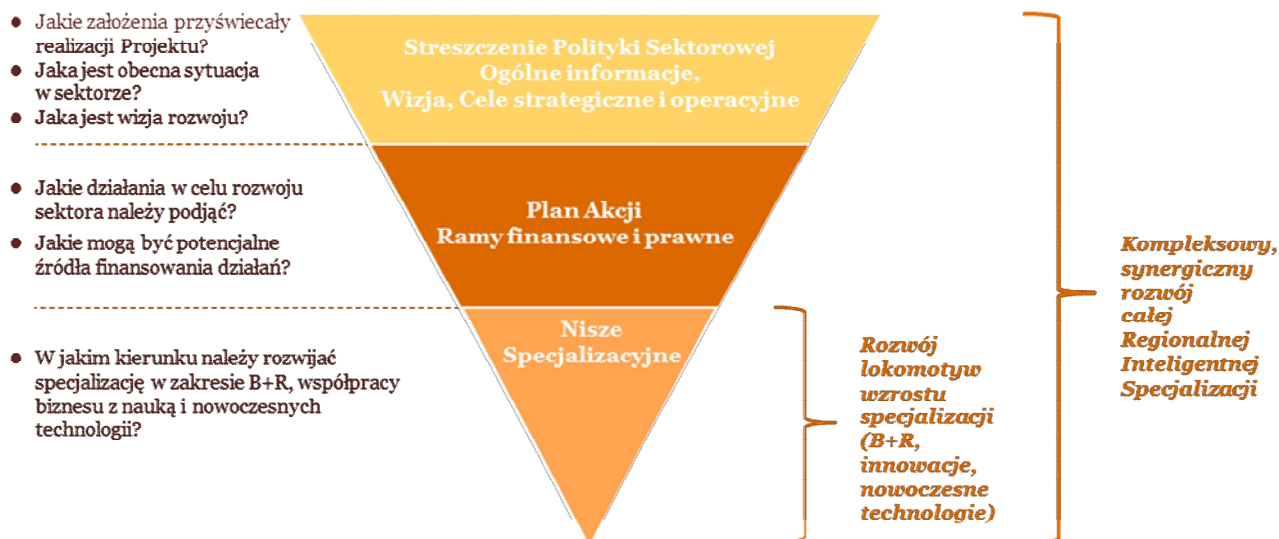 ● Jakie założenia przyświecały
realizacji Projektu?
● Jaka jest obecna sytuacja
w sektorze?
● Jaka jest wizja rozwoju?
Streszczenie Polityki Sektorowej
Ogólne informacje,
Wizja, Cele strategiczne i operacyjne
● Jakie działania w celu rozwoju
sektora należy podjąć?
● Jakie mogą być potencjalne
źródła finansowania działań?
Plan Akcji
Ramy finansowe i prawne
● W jakim kierunku należy rozwijać
specjalizację w zakresie B+R, współpracy
biznesu z nauką i nowoczesnych
technologii?
Nisze
Specjalizacyjne
Rozwój
lokomotyw
wzrostu
specjalizacji
(B+R,
innowacje,
nowoczesne
technologie)
Kompleksowy,
synergiczny
rozwój
całej
Regionalnej
Inteligentnej
Specjalizacji